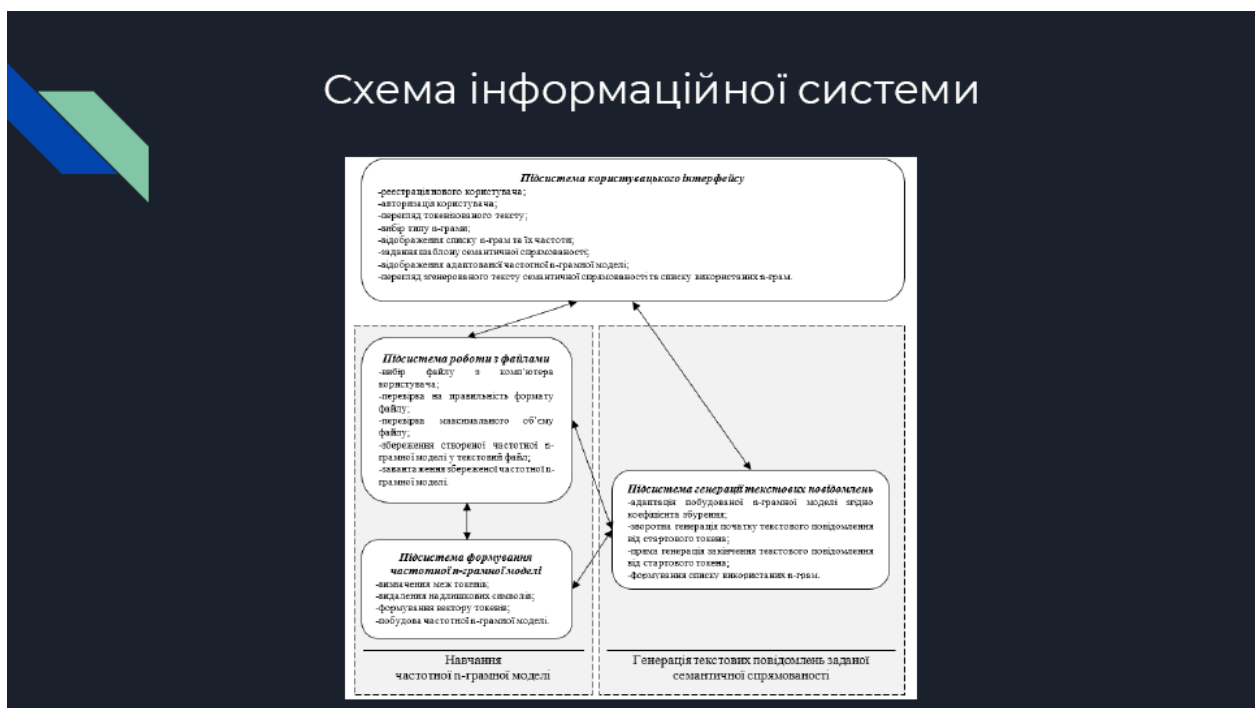 Схема інформаційної системи
Підсистема користувацького інтерфейсу
-реєстрація нового користувача;
-авторизація користувача;
-перегляд токенізованого тексту;
-вибір типу n-грами;
-відображення списку n-грам та їх частоти;
-задання шаблону семантичної спрямованості;
-відображення адаптованої частотної n-грамної моделі;
-перегляд згенерованого тексту семантичної спрямованості та списку використаних n-грам.
Підсистема роботи з файлами
-вибір файлу з комп'ютера
користувача;
-перевірка на правильність формату
файлу;
-перевірка максимального об'єму
файлу;
-збереження створеної частотної n-
грамної моделі у текстовий файл;
-завантаження збереженої частотної n-
грамної моделі.
Підсистема формування
частотної n-грамної моделі
-визначення меж токенів;
-видалення надлишкових символів;
-формування вектору токенів;
-побудова частотної n-грамної моделі.
Навчання
частотної n-грамної моделі
Підсистема генерації текстових повідомлень
-адаптація побудованої n-грамної моделі згідно
коефіцієнта збурення;
-зворотна генерація початку текстового повідомлення
від стартового токена;
-пряма генерація закінчення текстового повідомлення
від стартового токена;
-формування списку використаних n-грам.
Генерація текстових повідомлень заданої
семантичної спрямованості